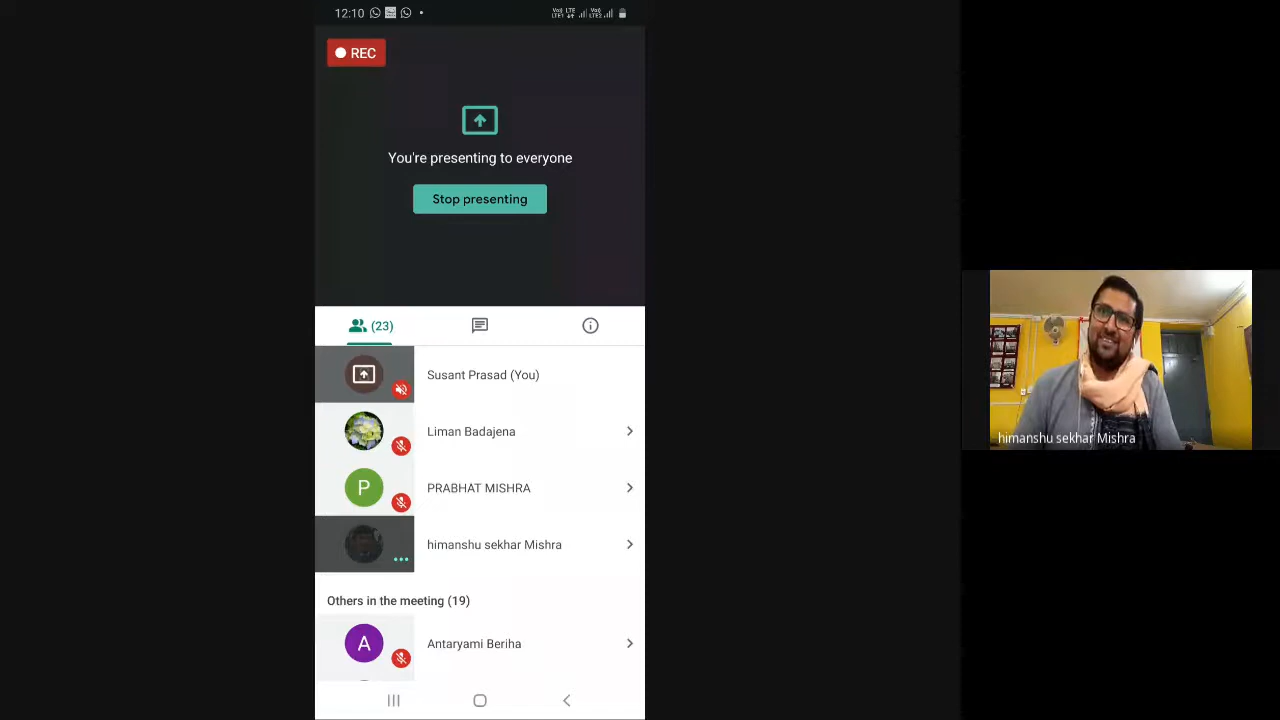 12:10
REC
You're presenting to everyone
Stop presenting
(23)
Susant Prasad (You)
Liman Badajena
P
PRABHAT MISHRA
himanshu sekhar Mishra
Others in the meeting (19)
A
Antaryami Beriha
himanshu sekhar Mishra